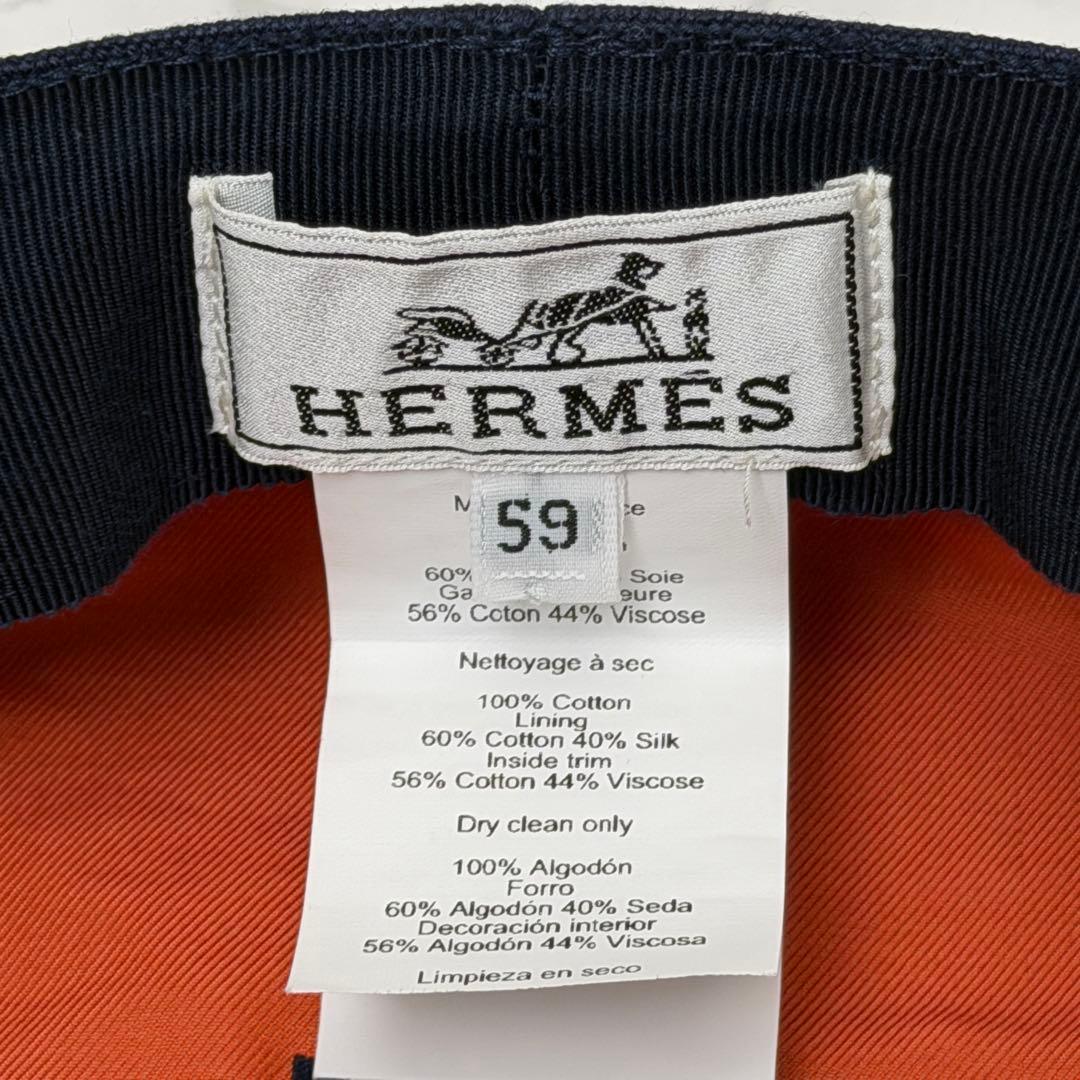 HERMÈS
59
60% Soie
56% Coton 44% Viscose
Nettoyage à sec
100% Cotton
Lining
60% Cotton 40% Silk
Inside trim
56% Cotton 44% Viscose
Dry clean only
100% Algodón
Forro
60% Algodón 40% Seda
Decoración interior
56% Algodón 44% Viscosa
Limpieza en seco